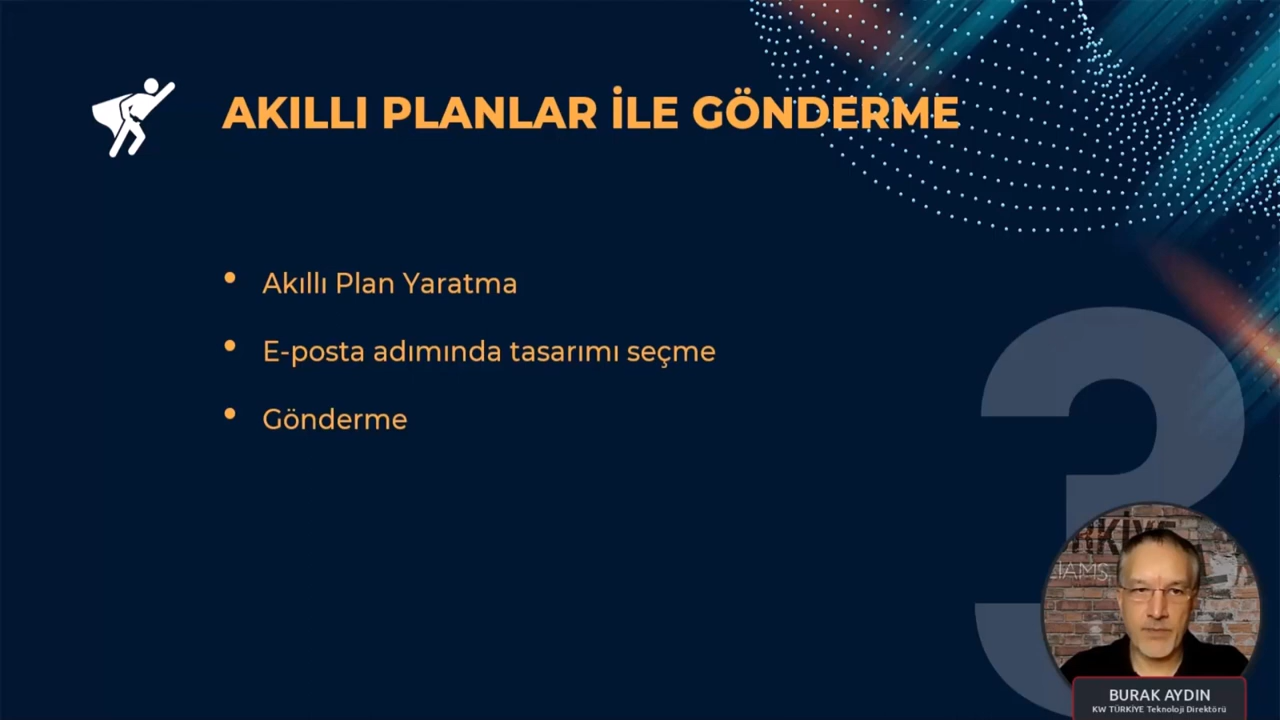 AKILLI PLANLAR İLE GÖNDERME
• Akıllı Plan Yaratma
• E-posta adımında tasarımı seçme
• Gönderme
3
BURAK AYDIN
KW TÜRKİYE Teknoloji Direktörü